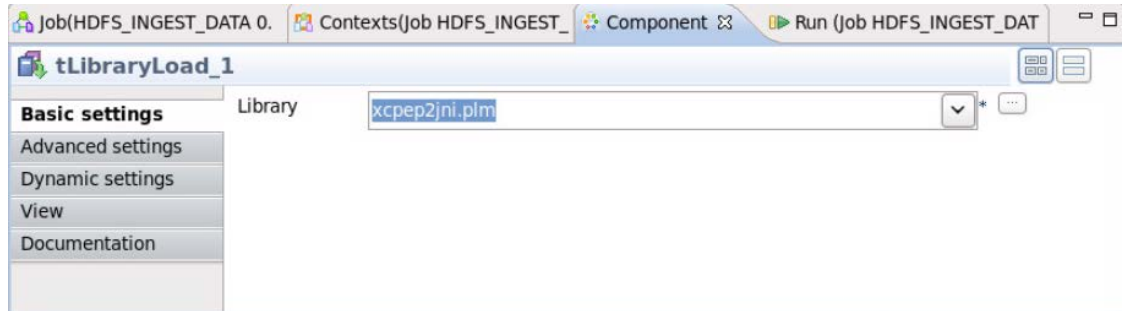 Job(HDFS_INGEST_DATA 0. Contexts(Job HDFS_INGEST_ Component Run (Job HDFS_INGEST_DAT
tLibraryLoad_1
Basic settings Library xcpep2jni.plm * ...
Advanced settings
Dynamic settings
View
Documentation